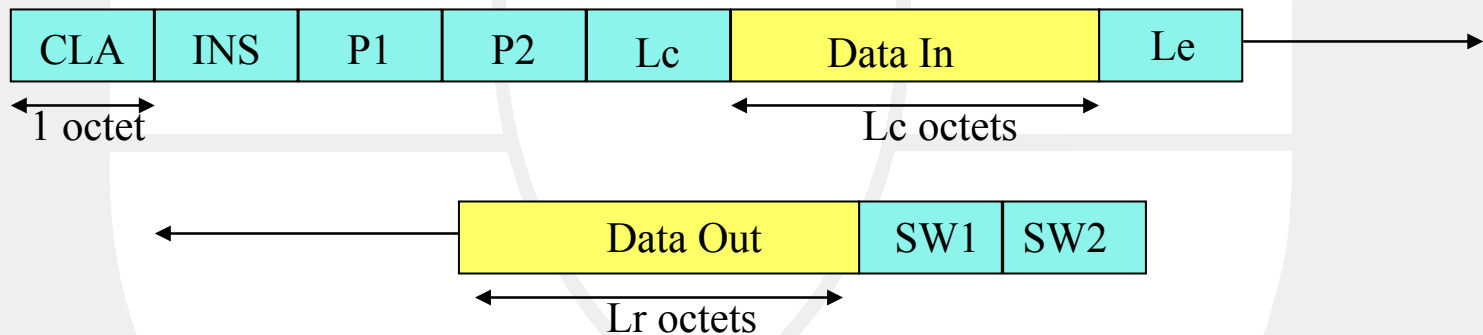 CLA INS P1 P2 Lc Data In Le
1 octet Lc octets
Data Out SW1 SW2
Lr octets